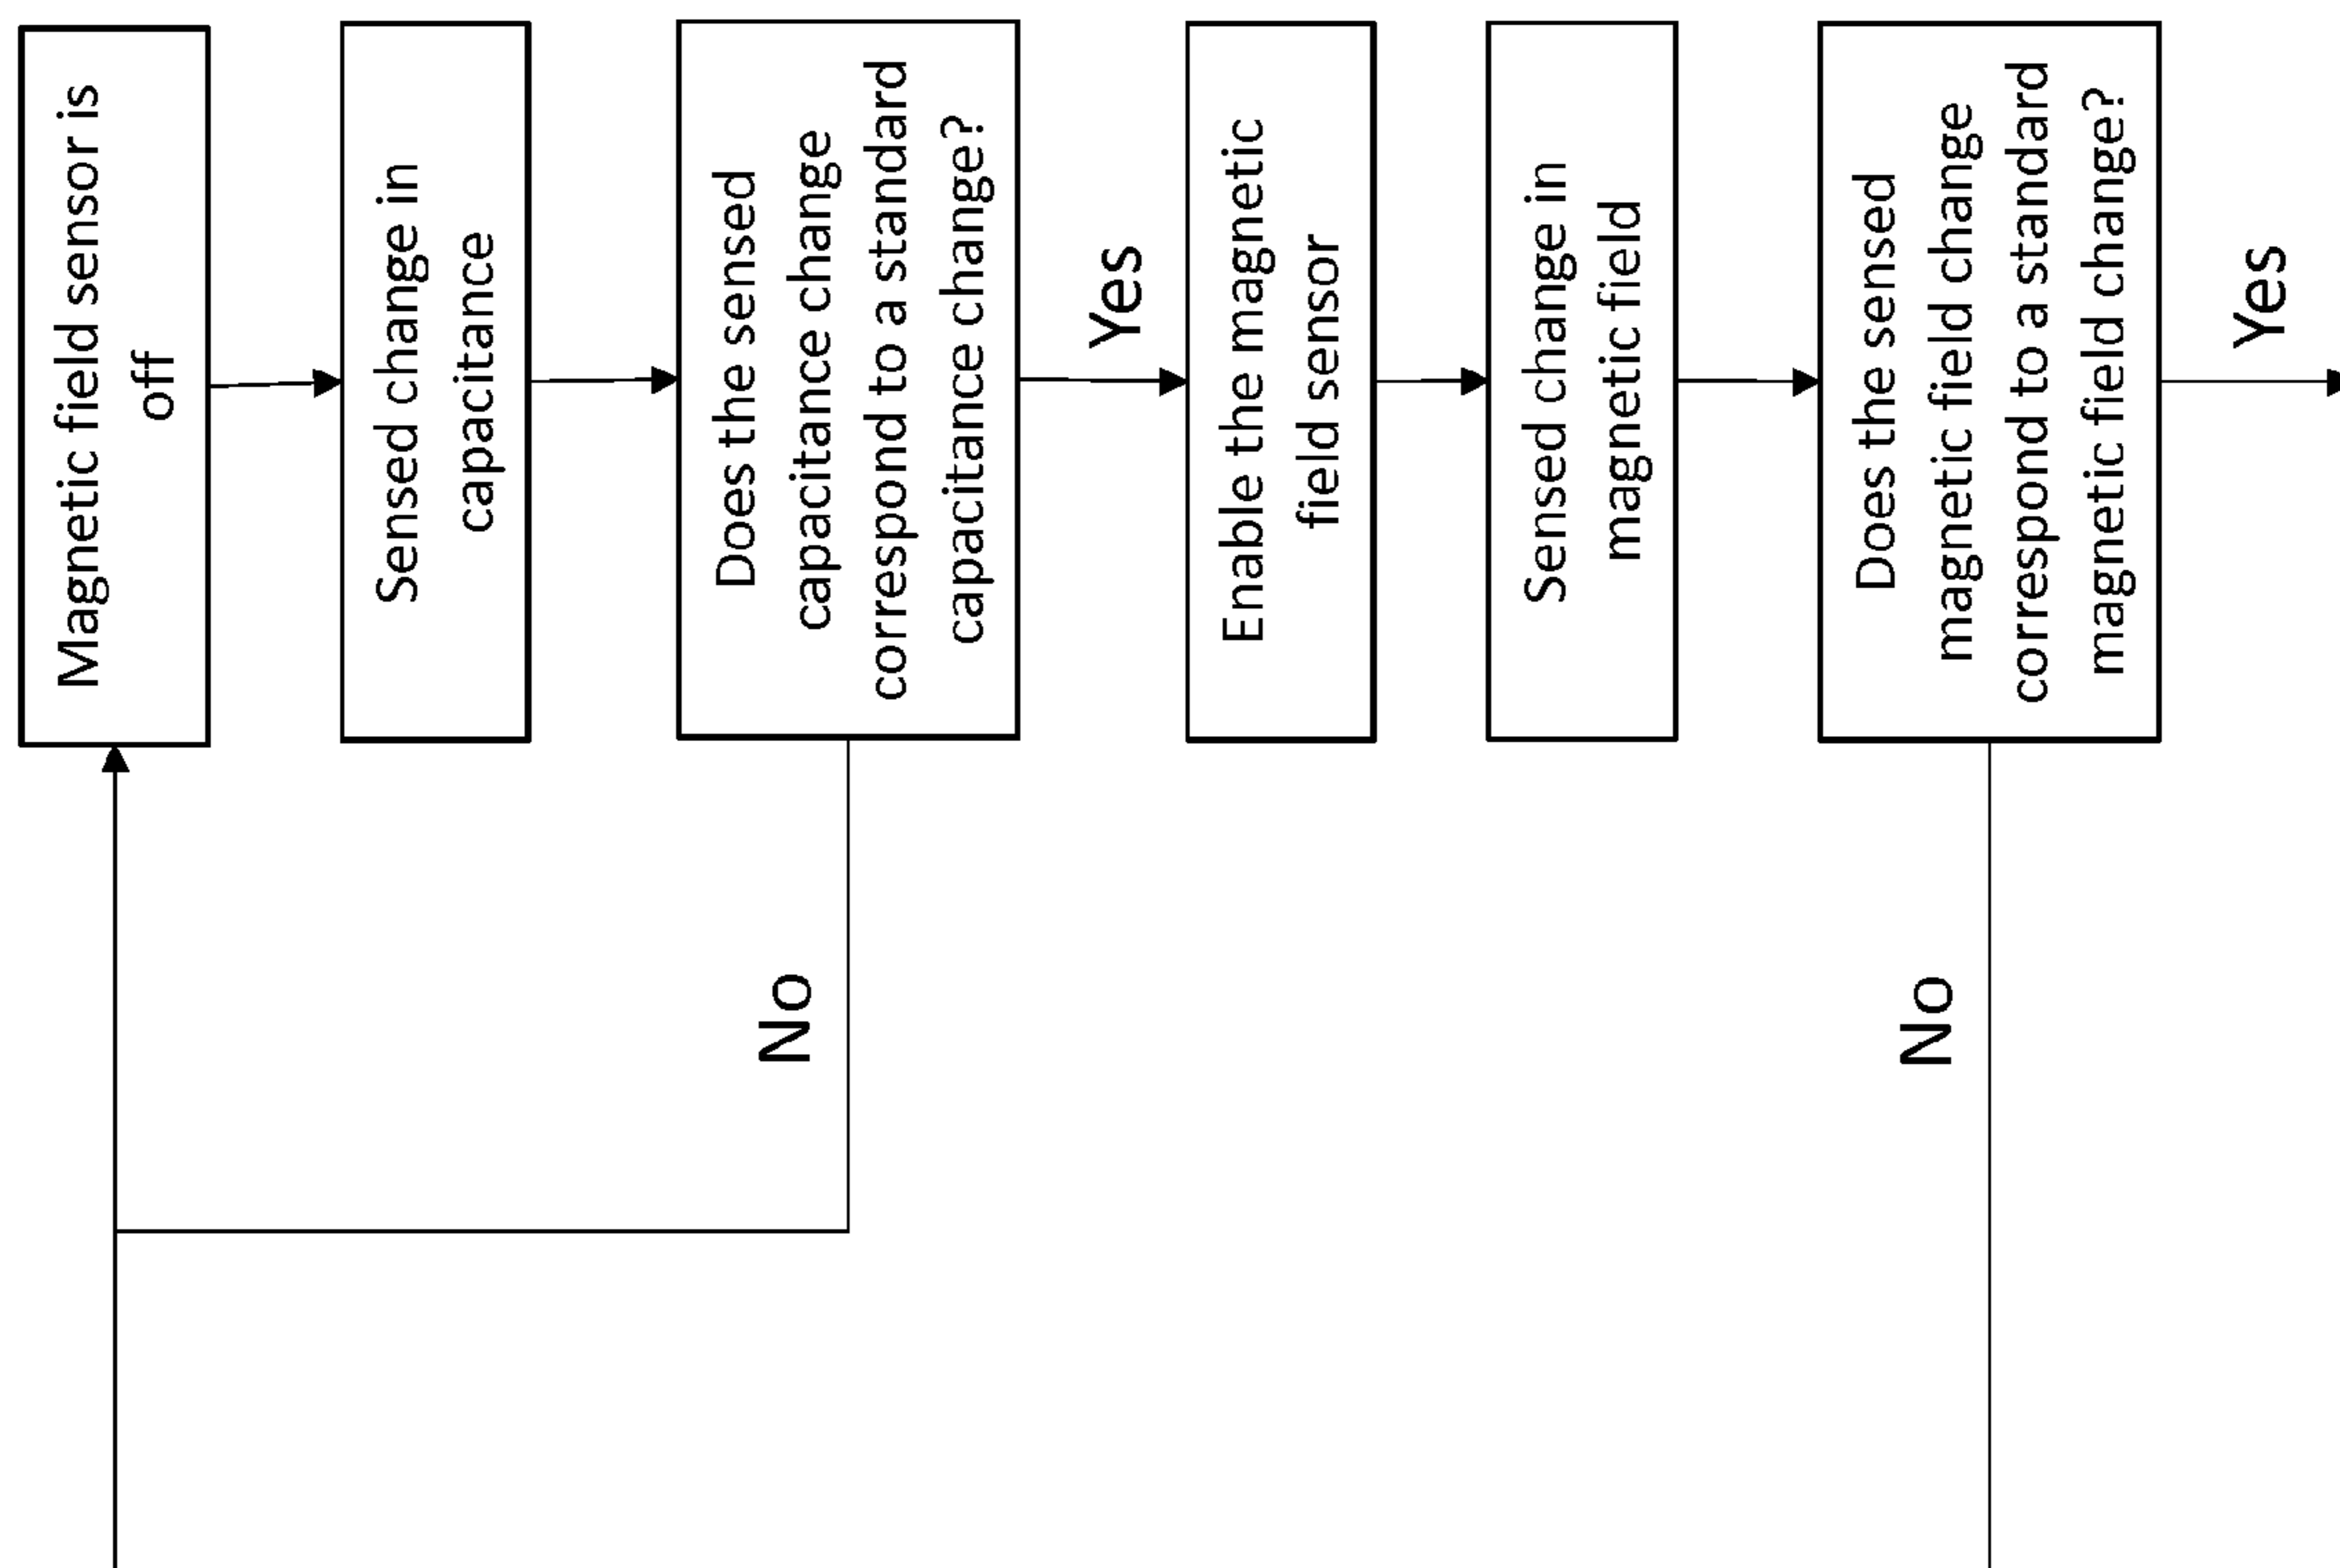 Magnetic field sensor is
off
Sensed change in
capacitance
Does the sensed
capacitance change
correspond to a standard
capacitance change?
No
Yes
Enable the magnetic
field sensor
Sensed change in
magnetic field
Does the sensed
magnetic field change
correspond to a standard
magnetic field change?
No
Yes